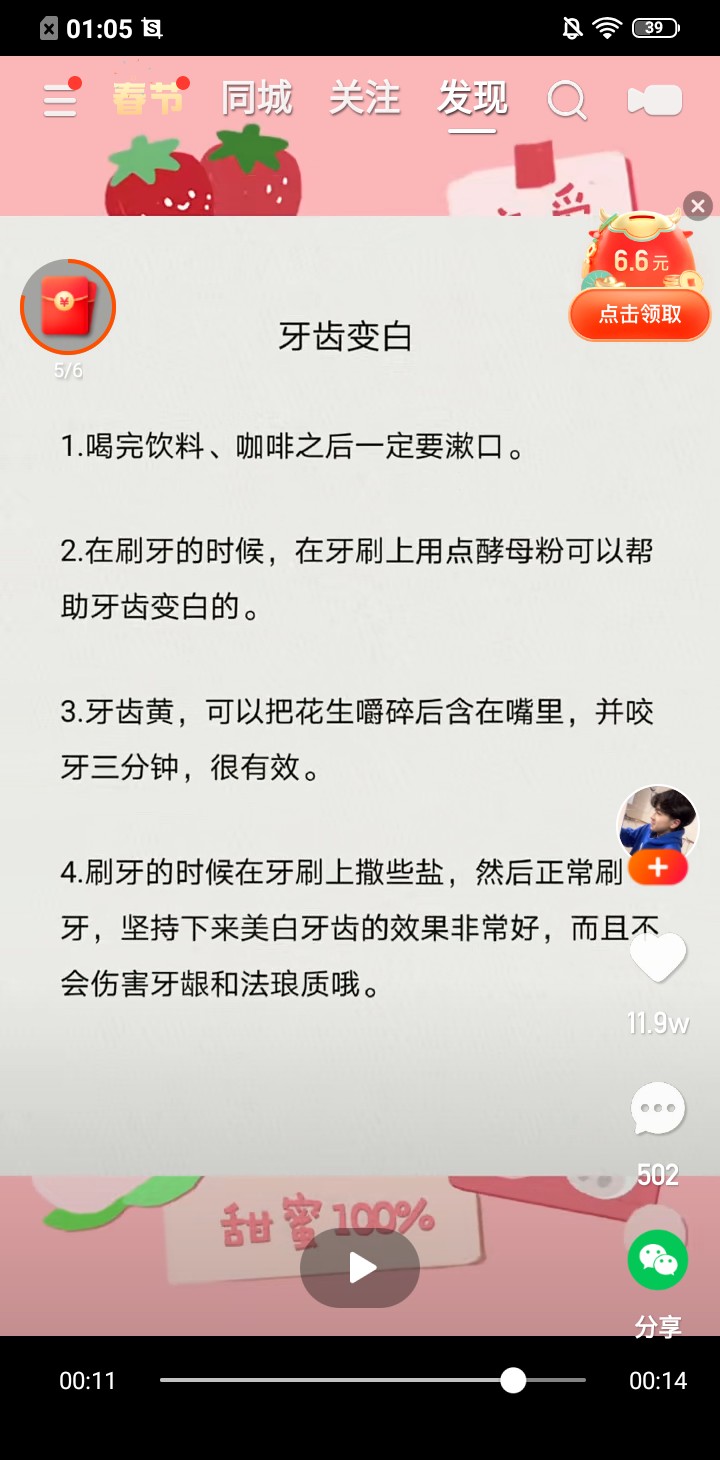 01:05
39
春节 同城 关注 发现
6.6元
点击领取
5/6
牙齿变白
1.喝完饮料、咖啡之后一定要漱口。
2.在刷牙的时候，在牙刷上用点酵母粉可以帮
助牙齿变白的。
3.牙齿黄，可以把花生嚼碎后含在嘴里，并咬
牙三分钟，很有效。
4.刷牙的时候在牙刷上撒些盐，然后正常刷
牙，坚持下来美白牙齿的效果非常好，而且不
会伤害牙龈和法琅质哦。
11.9w
502
甜蜜100%
分享
00:11
00:14